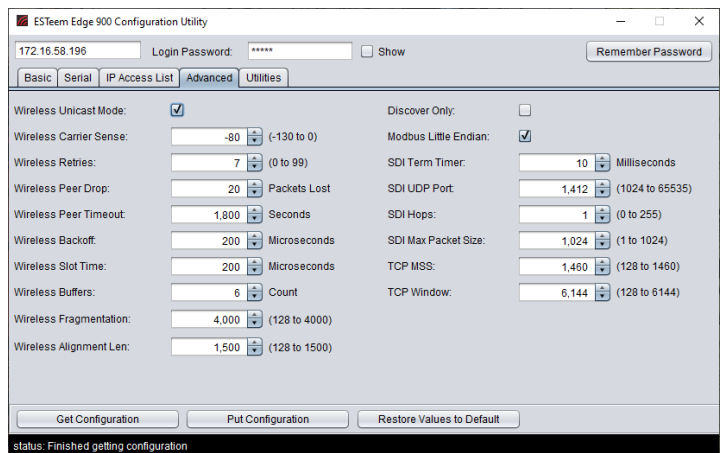 ESTeem Edge 900 Configuration Utility
172.16.58.196 Login Password: ***** Show Remember Password
Basic Serial IP Access List Advanced Utilities
Wireless Unicast Mode: Discover Only:
Wireless Carrier Sense: -80 (-130 to 0) Modbus Little Endian:
Wireless Retries: 7 (0 to 99) SDI Term Timer: 10 Milliseconds
Wireless Peer Drop: 20 Packets Lost SDI UDP Port: 1,412 (1024 to 65535)
Wireless Peer Timeout: 1,800 Seconds SDI Hops: 1 (0 to 255)
Wireless Backoff: 200 Microseconds SDI Max Packet Size: 1,024 (1 to 1024)
Wireless Slot Time: 200 Microseconds TCP MSS: 1,460 (128 to 1460)
Wireless Buffers: 6 Count TCP Window: 6,144 (128 to 6144)
Wireless Fragmentation: 4,000 (128 to 4000)
Wireless Alignment Len: 1,500 (128 to 1500)
Get Configuration Put Configuration Restore Values to Default
status: Finished getting configuration